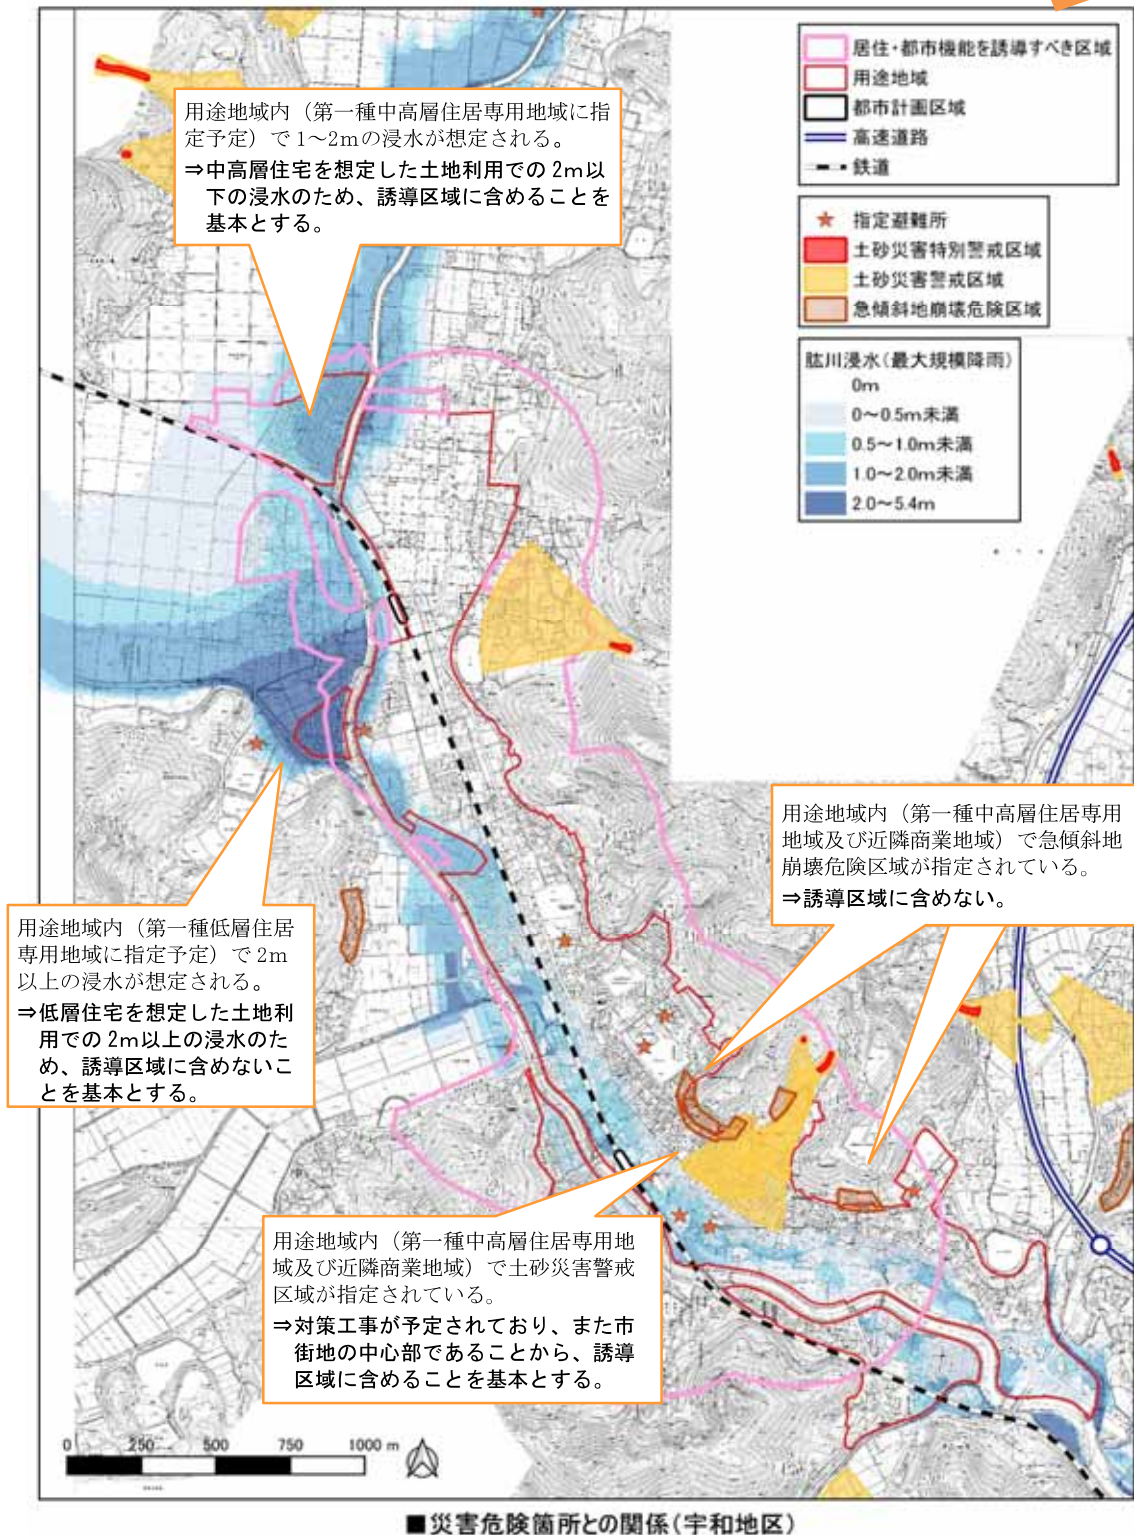 居住・都市機能を誘導すべき区域
用途地域
都市計画区域
高速道路
鉄道
指定避難所
土砂災害特別警戒区域
土砂災害警戒区域
急傾斜地崩壊危険区域
肱川浸水(最大規模降雨)
0m
0～0.5m未満
0.5～1.0m未満
1.0～2.0m未満
2.0～5.4m
用途地域内（第一種中高層住居専用地域に指
定予定）で1～2mの浸水が想定される。
⇒中高層住宅を想定した土地利用での2m以
下の浸水のため、誘導区域に含めることを
基本とする。
用途地域内（第一種中高層住居専用
地域及び近隣商業地域）で急傾斜地
崩壊危険区域が指定されている。
⇒誘導区域に含めない。
用途地域内（第一種低層住居
専用地域に指定予定）で2m
以上の浸水が想定される。
⇒低層住宅を想定した土地利
用での2m以上の浸水のた
め、誘導区域に含めないこ
とを基本とする。
用途地域内（第一種中高層住居専用地
域及び近隣商業地域）で土砂災害警戒
区域が指定されている。
⇒対策工事が予定されており、また市
街地の中心部であることから、誘導
区域に含めることを基本とする。
0 250 500 750 1000 m
■災害危険箇所との関係(宇和地区)